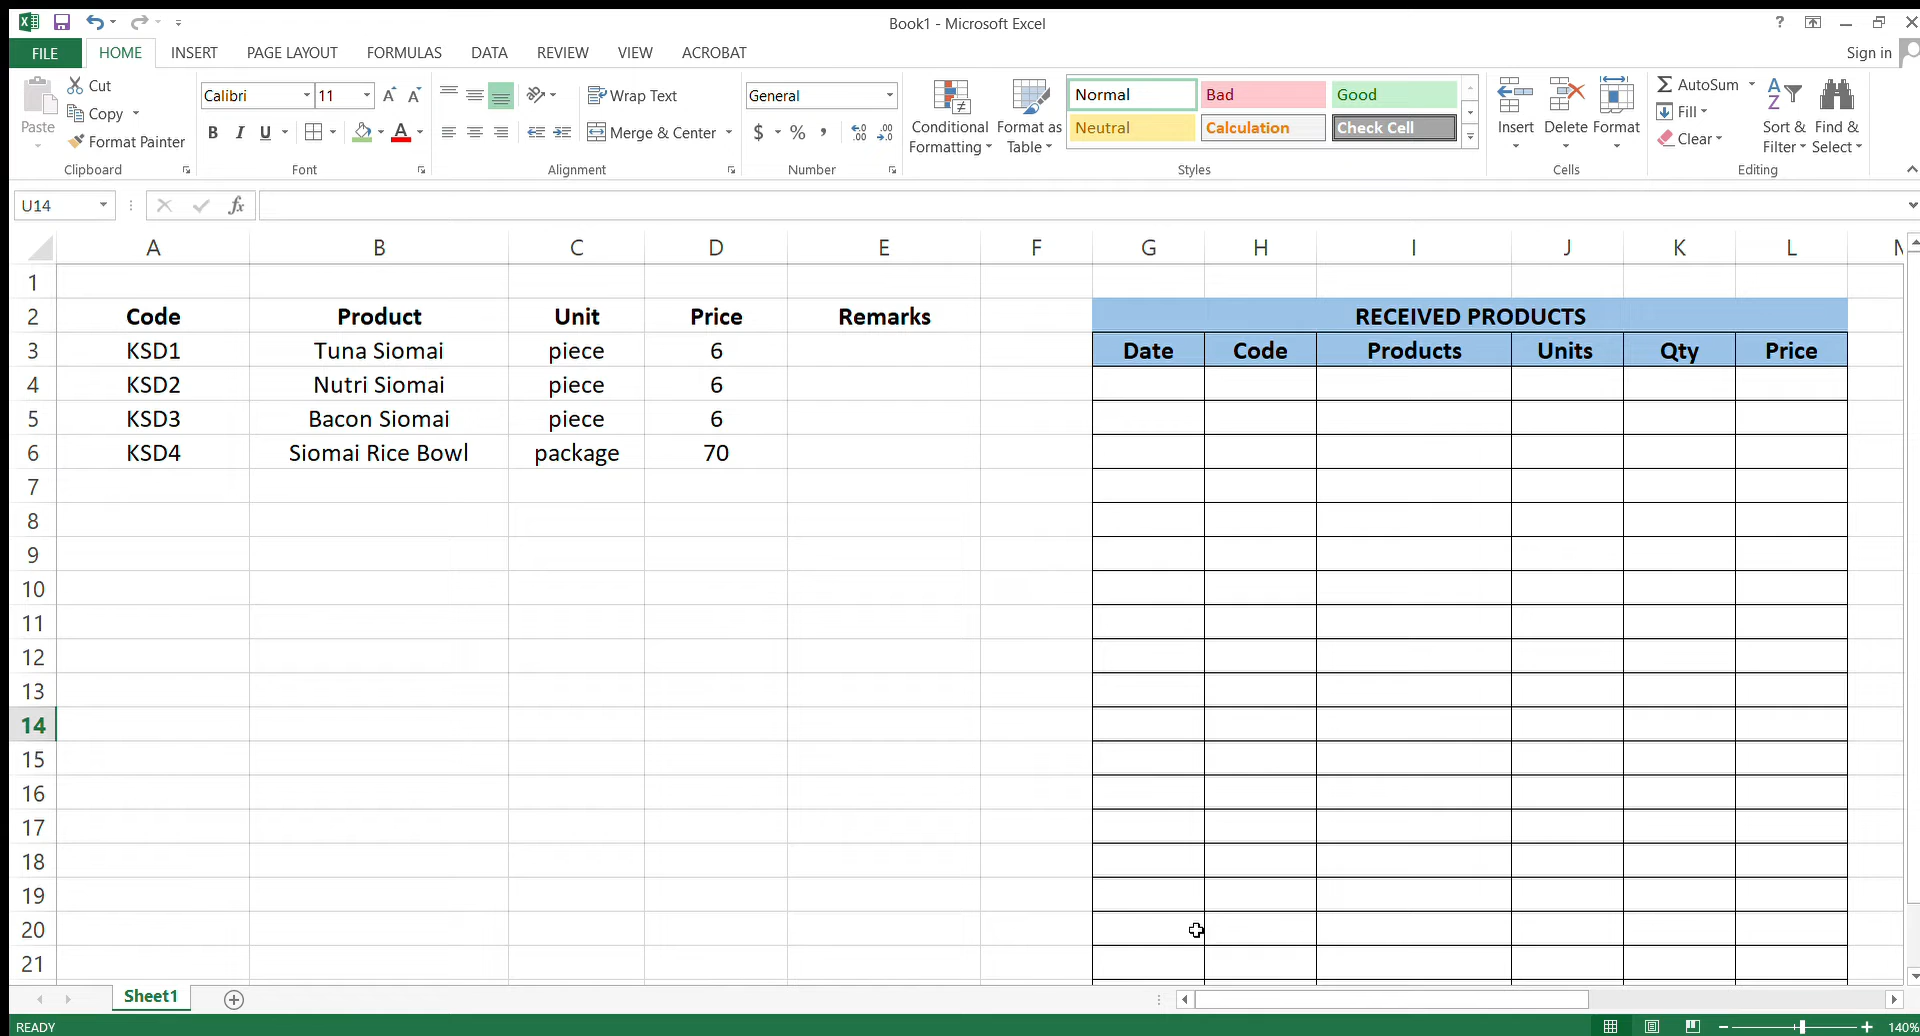 Book1 - Microsoft Excel
?
FILE HOME INSERT PAGE LAYOUT FORMULAS DATA REVIEW VIEW ACROBAT Sign in
Paste
Cut
Copy
Format Painter
Clipboard
Calibri 11
B I U A
Font
Wrap Text
Merge & Center
Alignment
General
$ % ,
Number
Conditional Formatting
Format as Table
Normal Bad Good
Neutral Calculation Check Cell
Styles
Insert Delete Format
Cells
AutoSum
Fill
Clear
Sort & Filter
Find & Select
Editing
U14 fx
A B C D E F G H I J K L
1
2 Code Product Unit Price Remarks RECEIVED PRODUCTS
3 KSD1 Tuna Siomai piece 6 Date Code Products Units Qty Price
4 KSD2 Nutri Siomai piece 6
5 KSD3 Bacon Siomai piece 6
6 KSD4 Siomai Rice Bowl package 70
7
8
9
10
11
12
13
14
15
16
17
18
19
20
21
Sheet1
READY 140%